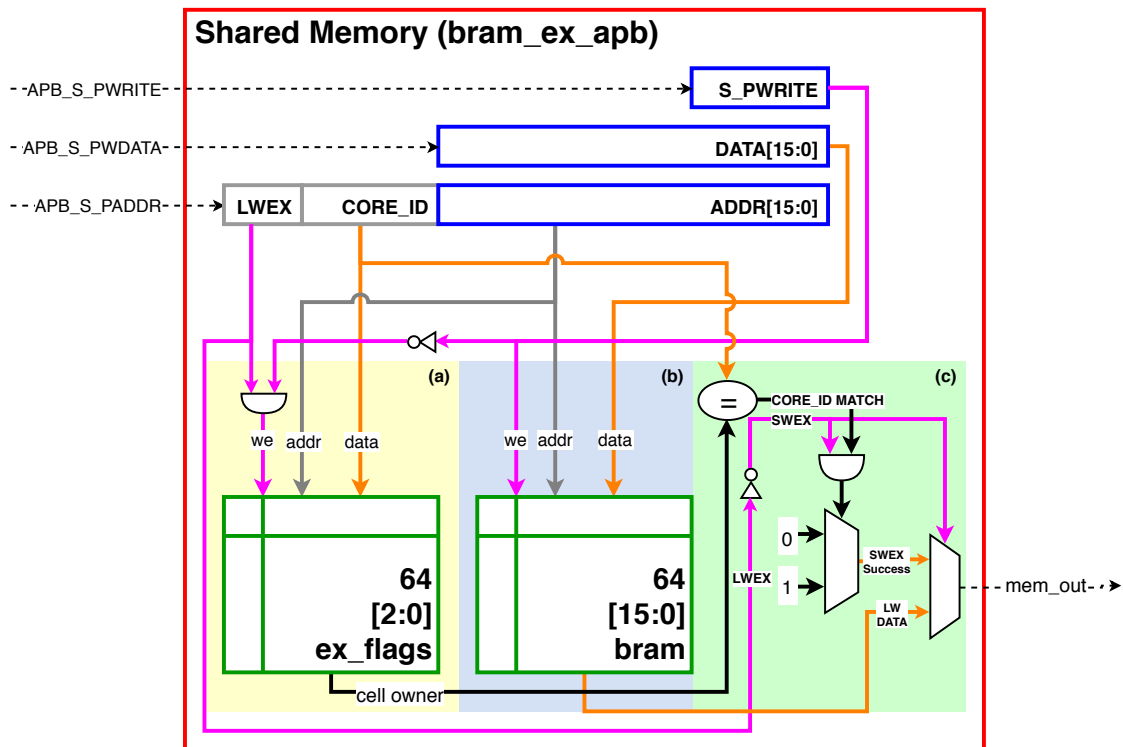 Shared Memory (bram_ex_apb)
APB_S_PWRITE
S_PWRITE
APB_S_PWDATA
DATA[15:0]
APB_S_PADDR
LWEX
CORE_ID
ADDR[15:0]
(a)
(b)
(c)
=
CORE_ID MATCH
SWEX
we
addr
data
we
addr
data
0
1
SWEX
Success
LWEX
LW
DATA
mem_out
64
[2:0]
ex_flags
64
[15:0]
bram
cell owner